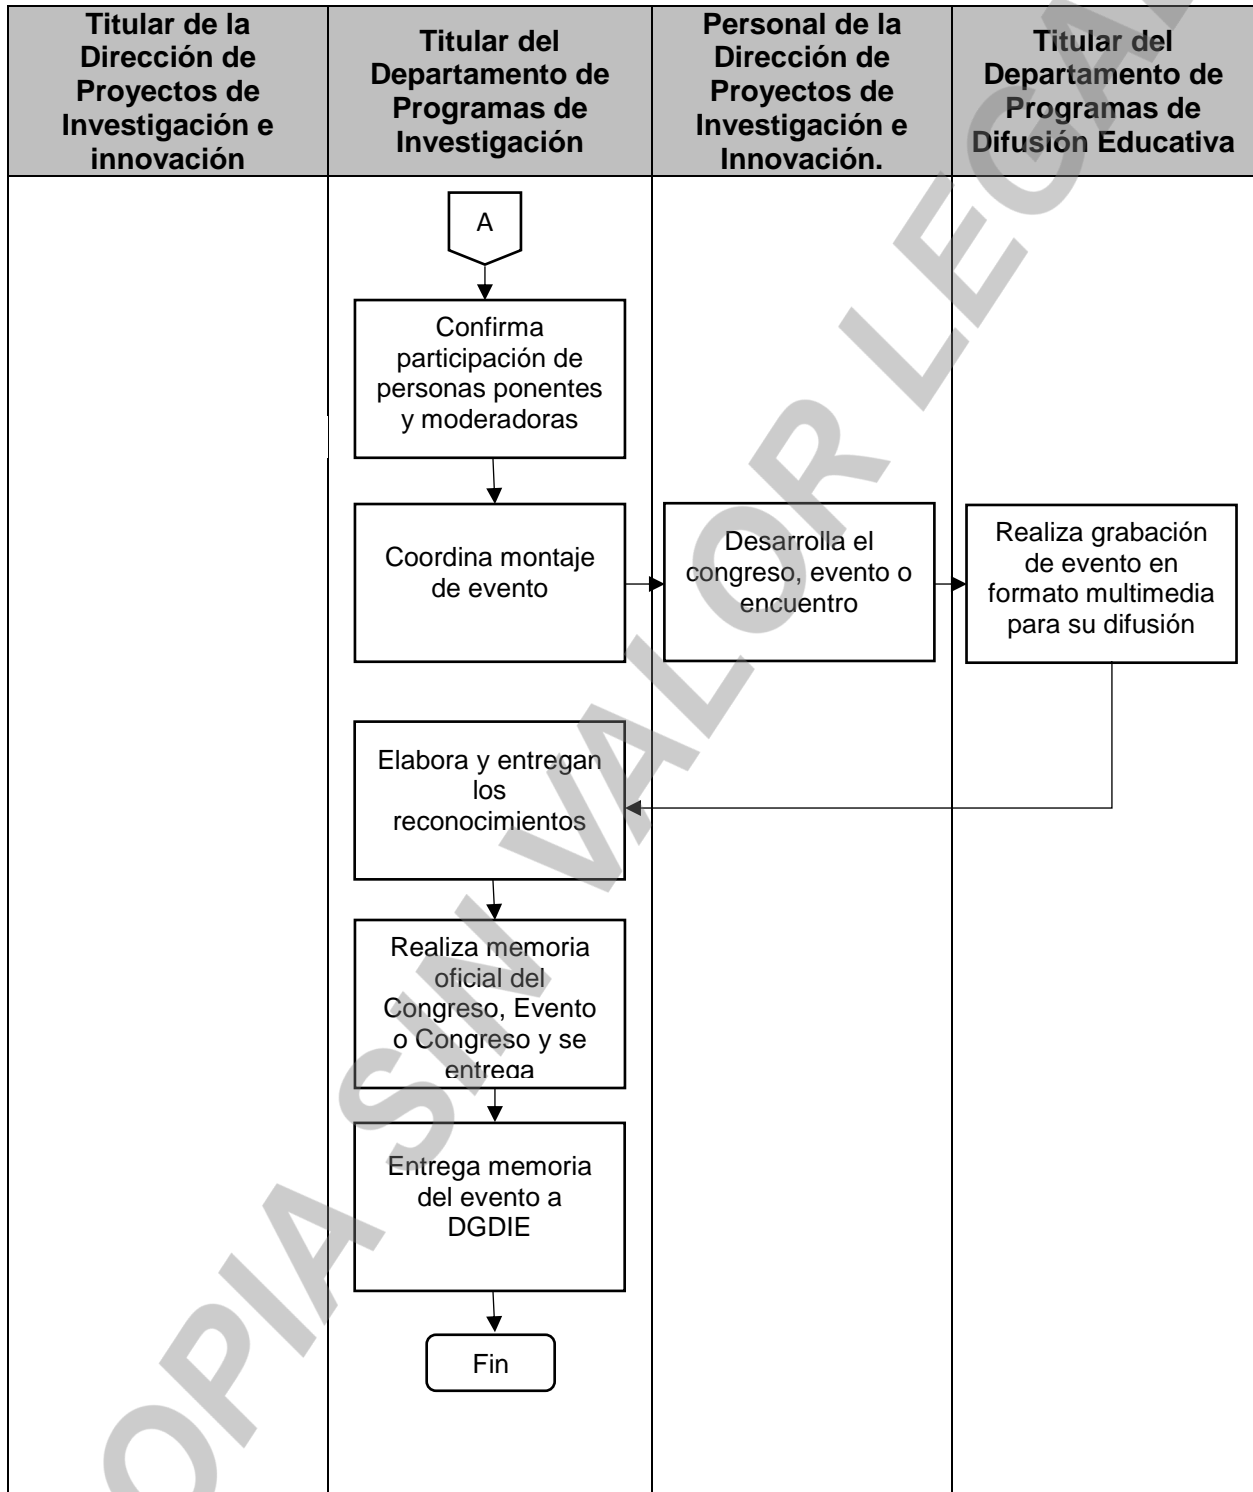 Titular de la
Dirección de
Proyectos de
Investigación e
innovación
Titular del
Departamento de
Programas de
Investigación
Personal de la
Dirección de
Proyectos de
Investigación e
Innovación.
Titular del
Departamento de
Programas de
Difusión Educativa
A
Confirma
participación de
personas ponentes
y moderadoras
Coordina montaje
de evento
Desarrolla el
congreso, evento o
encuentro
Realiza grabación
de evento en
formato multimedia
para su difusión
Elabora y entregan
los
reconocimientos
Realiza memoria
oficial del
Congreso, Evento
o Congreso y se
entrega
Entrega memoria
del evento a
DGDIE
Fin
OPIA SIN VALOR LEGA